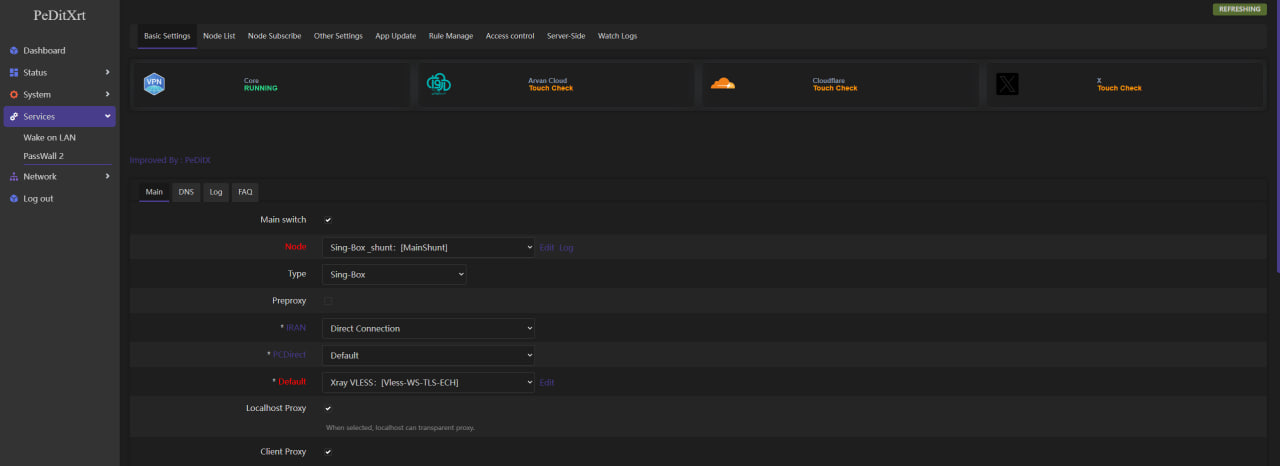 PeDitXrt
REFRESHING
Dashboard
Status
System
Services
Wake on LAN
PassWall 2
Network
Log out
Basic Settings Node List Node Subscribe Other Settings App Update Rule Manage Access control Server-Side Watch Logs
VPN
Core
RUNNING
Arvan Cloud
Touch Check
Cloudflare
Touch Check
X
Touch Check
Improved By : PeDitX
Main DNS Log FAQ
Main switch
Node Sing-Box _shunt：[MainShunt] Edit Log
Type Sing-Box
Preproxy
* IRAN Direct Connection
* PCDirect Default
* Default Xray VLESS：[Vless-WS-TLS-ECH] Edit
Localhost Proxy
When selected, localhost can transparent proxy.
Client Proxy